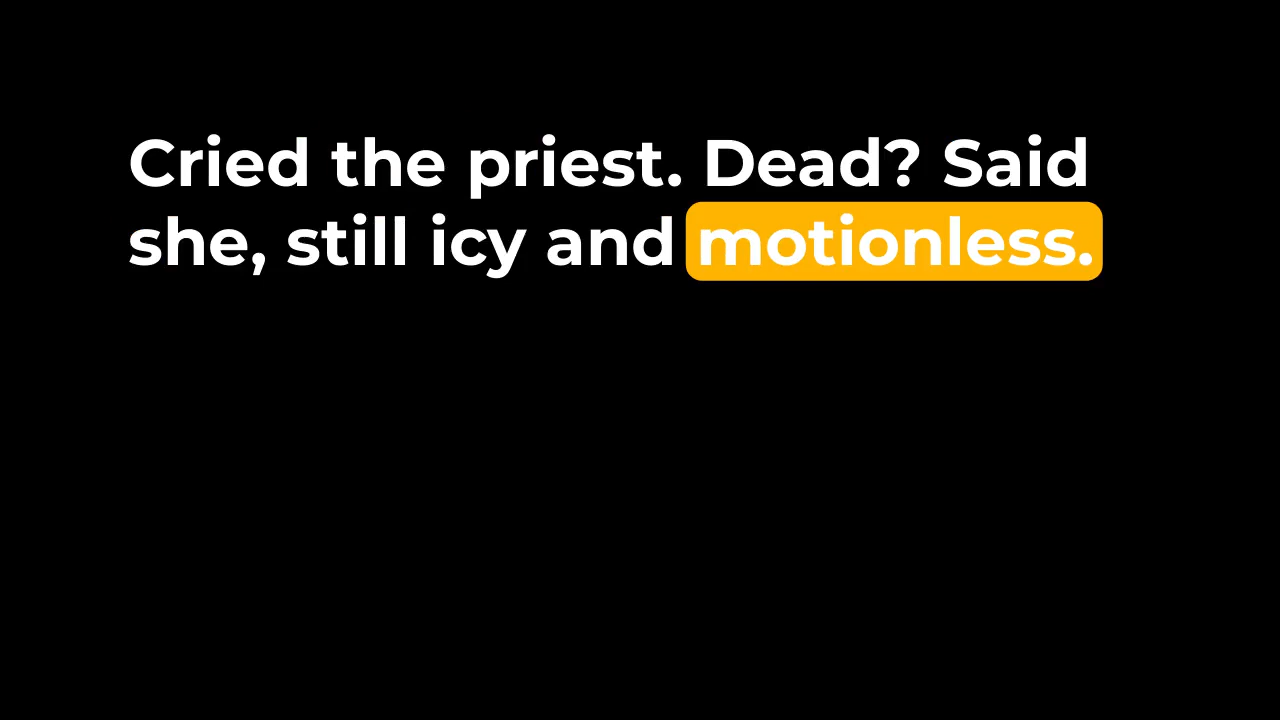 Cried the priest. Dead? Said
she, still icy and motionless.